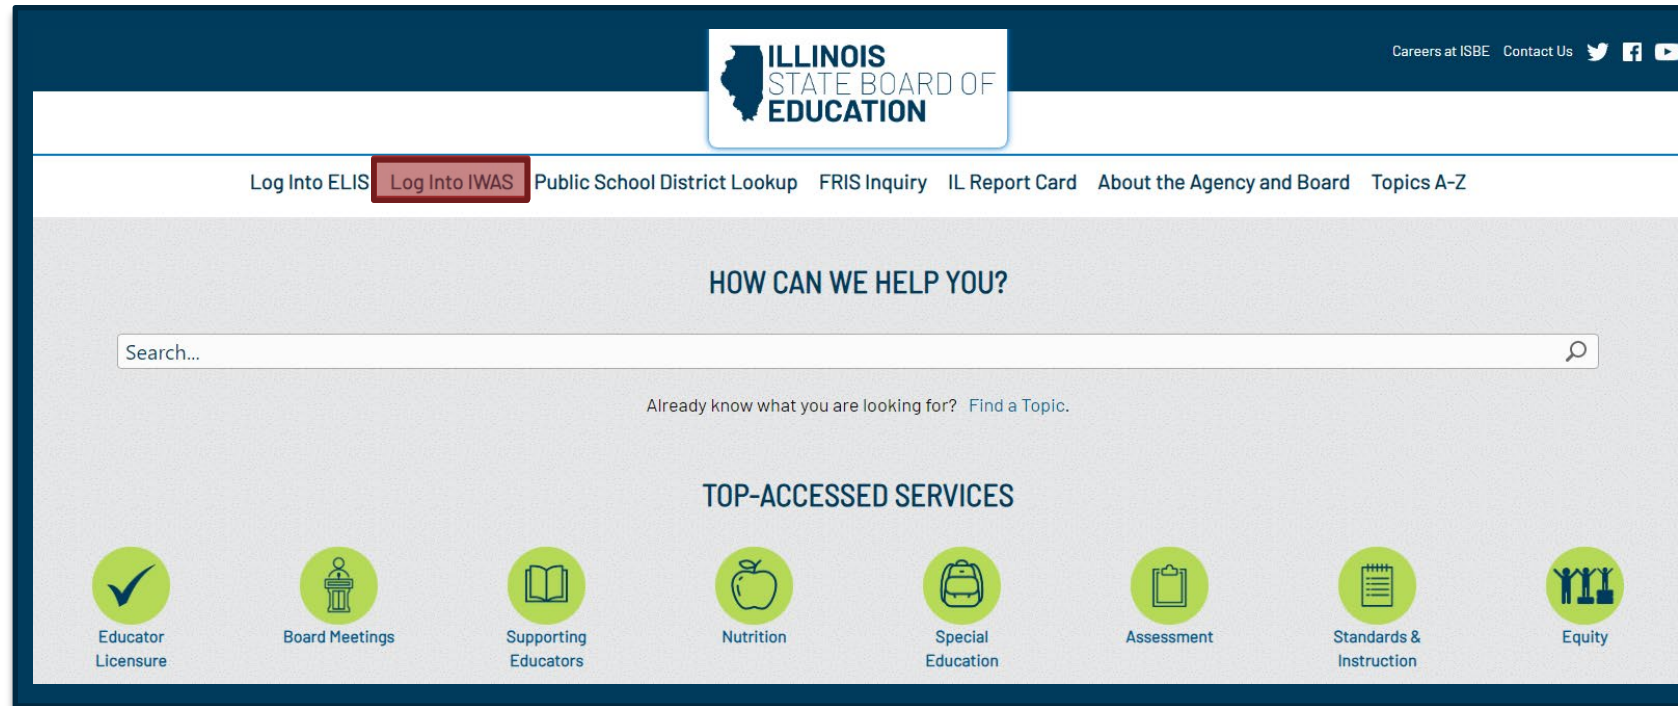 ILLINOIS
STATE BOARD OF
EDUCATION
Careers at ISBE Contact Us
Log Into ELIS Log Into IWAS Public School District Lookup FRIS Inquiry IL Report Card About the Agency and Board Topics A-Z
HOW CAN WE HELP YOU?
Search...
Already know what you are looking for? Find a Topic.
TOP-ACCESSED SERVICES
Educator
Licensure
Board Meetings
Supporting
Educators
Nutrition
Special
Education
Assessment
Standards &
Instruction
Equity